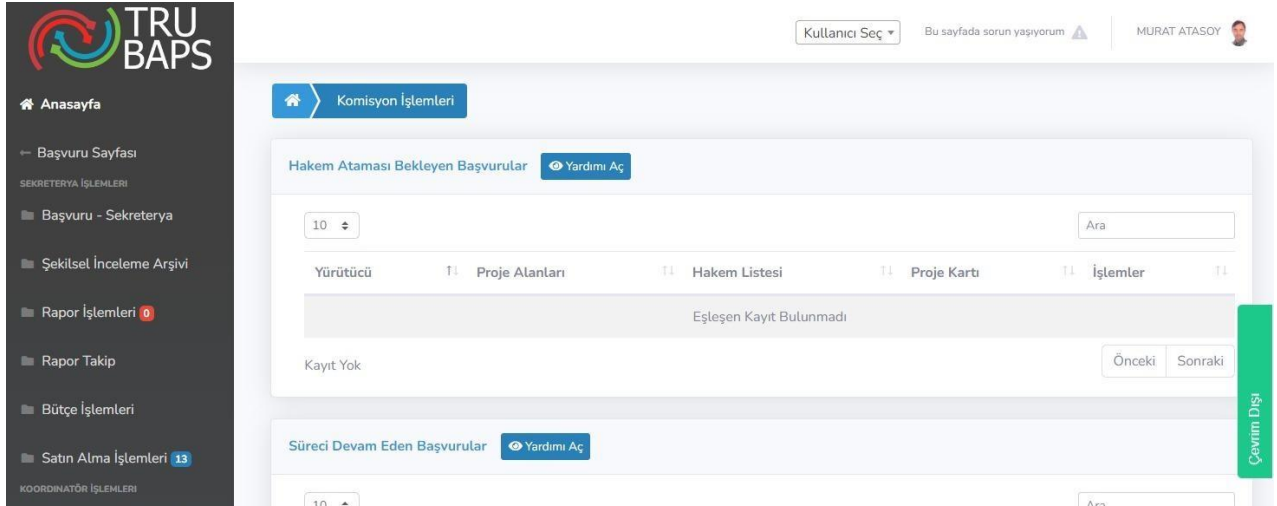 TRU
BAPS
Kullanıcı Seç
Bu sayfada sorun yaşıyorum
MURAT ATASOY
Anasayfa
Başvuru Sayfası
SEKRETERYA İŞLEMLERİ
Başvuru - Sekreterya
Şekilsel İnceleme Arşivi
Rapor İşlemleri 0
Rapor Takip
Bütçe İşlemleri
Satın Alma İşlemleri 13
KOORDINATÖR İŞLEMLERI
Komisyon İşlemleri
Hakem Ataması Bekleyen Başvurular Yardımı Aç
10 Ara
Yürütücü Proje Alanları Hakem Listesi Proje Kartı İşlemler
Eşleşen Kayıt Bulunmadı
Kayıt Yok Önceki Sonraki
Süreci Devam Eden Başvurular Yardımı Aç
10 Ara
Çevrim Dışı